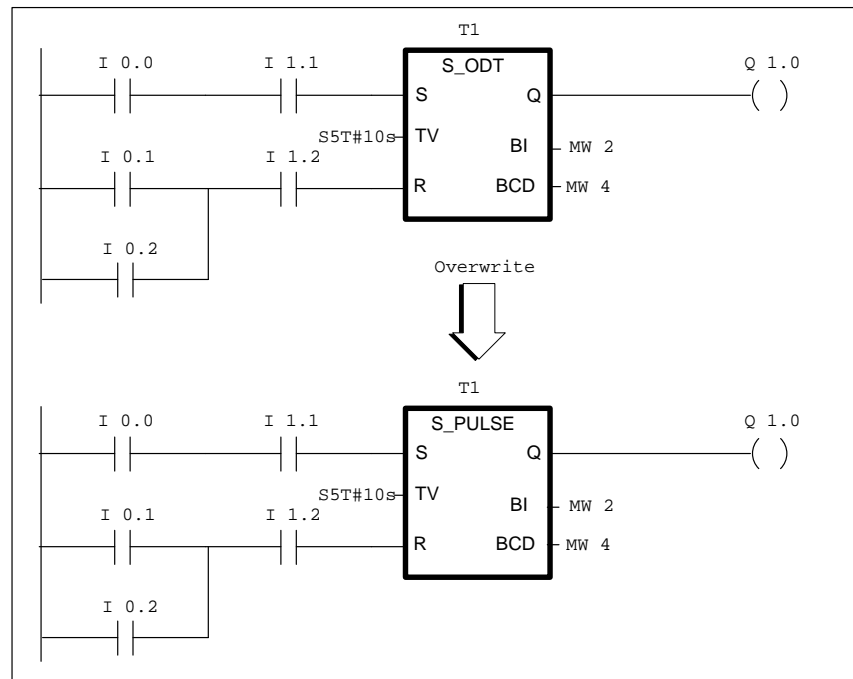 T1
I 0.0 I 1.1 S_ODT Q 1.0
S Q
S5T#10s TV
BI MW 2
I 0.1 I 1.2
R BCD MW 4
I 0.2
Overwrite
T1
I 0.0 I 1.1 S_PULSE Q 1.0
S Q
S5T#10s TV
BI MW 2
I 0.1 I 1.2
R BCD MW 4
I 0.2